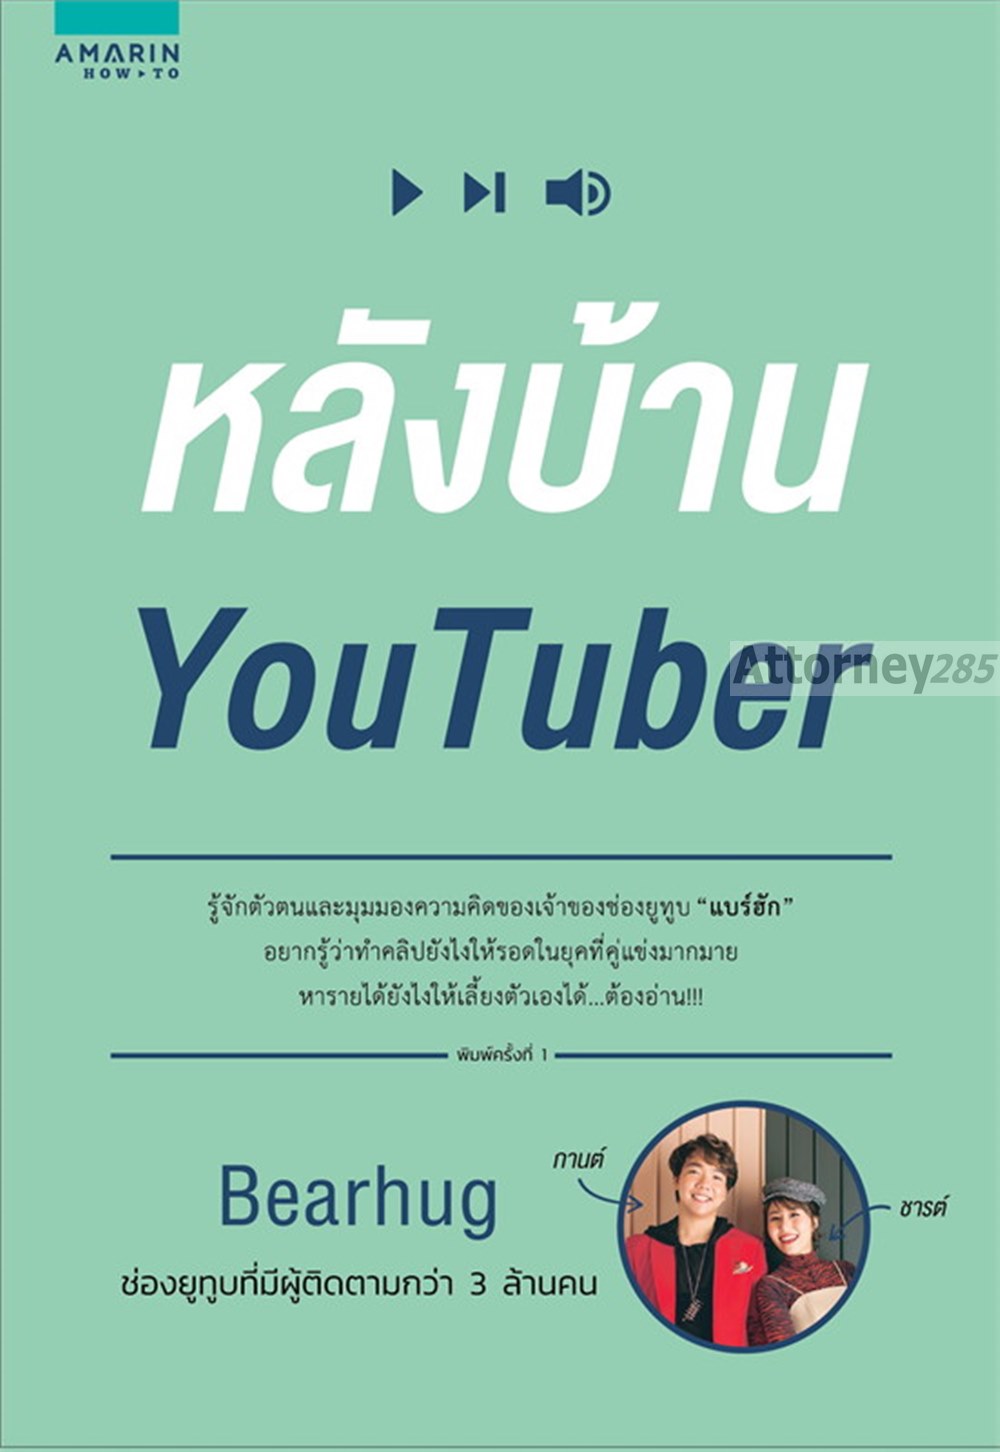 AMARIN
HOW TO
หลังบ้าน
YouTuber
Attorney285
รู้จักตัวตนและมุมมองความคิดของเจ้าของช่องยูทูบ “แบร์ฮัก”
อยากรู้ว่าทำคลิปยังไงให้รอดในยุคที่คู่แข่งมากมาย
หารายได้ยังไงให้เลี้ยงตัวเองได้...ต้องอ่าน!!!
พิมพ์ครั้งที่ 1
กานต์
Bearhug
ชารต์
ช่องยูทูบที่มีผู้ติดตามกว่า 3 ล้านคน